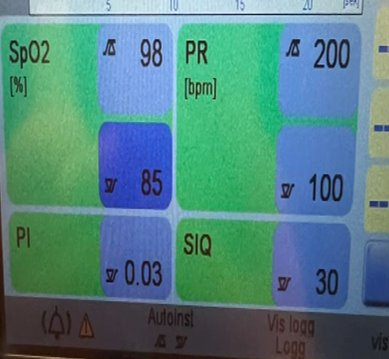 5 10 15 20
SpO2 98 PR 200
[%] [bpm]
85 100
PI SIQ
0.03 30
Autoinst Vis logg
Logg